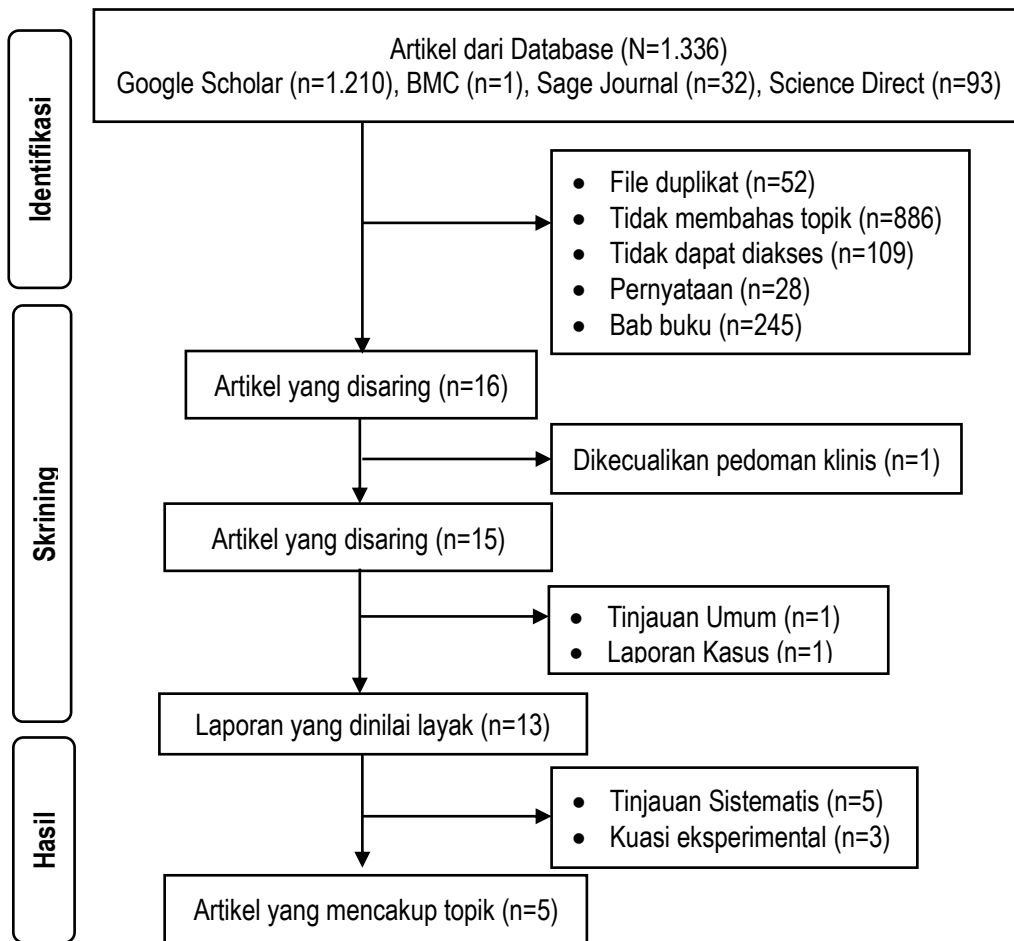 Identifikasi
Artikel dari Database (N=1.336)
Google Scholar (n=1.210), BMC (n=1), Sage Journal (n=32), Science Direct (n=93)
• File duplikat (n=52)
• Tidak membahas topik (n=886)
• Tidak dapat diakses (n=109)
• Pernyataan (n=28)
• Bab buku (n=245)
Skrining
Artikel yang disaring (n=16)
Dikecualikan pedoman klinis (n=1)
Artikel yang disaring (n=15)
• Tinjauan Umum (n=1)
• Laporan Kasus (n=1)
Laporan yang dinilai layak (n=13)
Hasil
• Tinjauan Sistematis (n=5)
• Kuasi eksperimental (n=3)
Artikel yang mencakup topik (n=5)